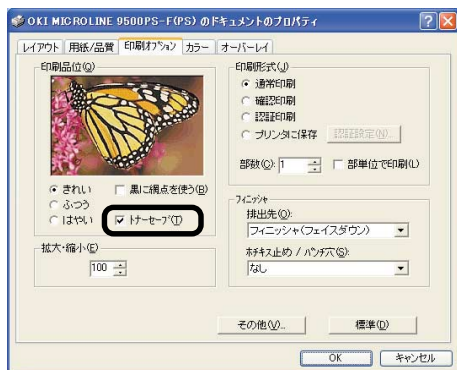 OKI MICROLINE 9500PS-F(PS) のドキュメントのプロパティ
レイアウト 用紙/品質 印刷オプション カラー オーバーレイ
印刷品位(Q)
きれい
ふつう
はやい
黒に網点を使う(B)
トナーセーブ(T)
拡大・縮小(E)
100
印刷形式(J)
通常印刷
確認印刷
認証印刷
プリンタに保存 認証設定(N)...
部数(C): 1 部単位で印刷(L)
フィニッシャ
排出先(O):
フィニッシャ(フェイスダウン)
ホチキス止め / パンチ穴(S):
なし
その他(V)... 標準(D)
OK キャンセル